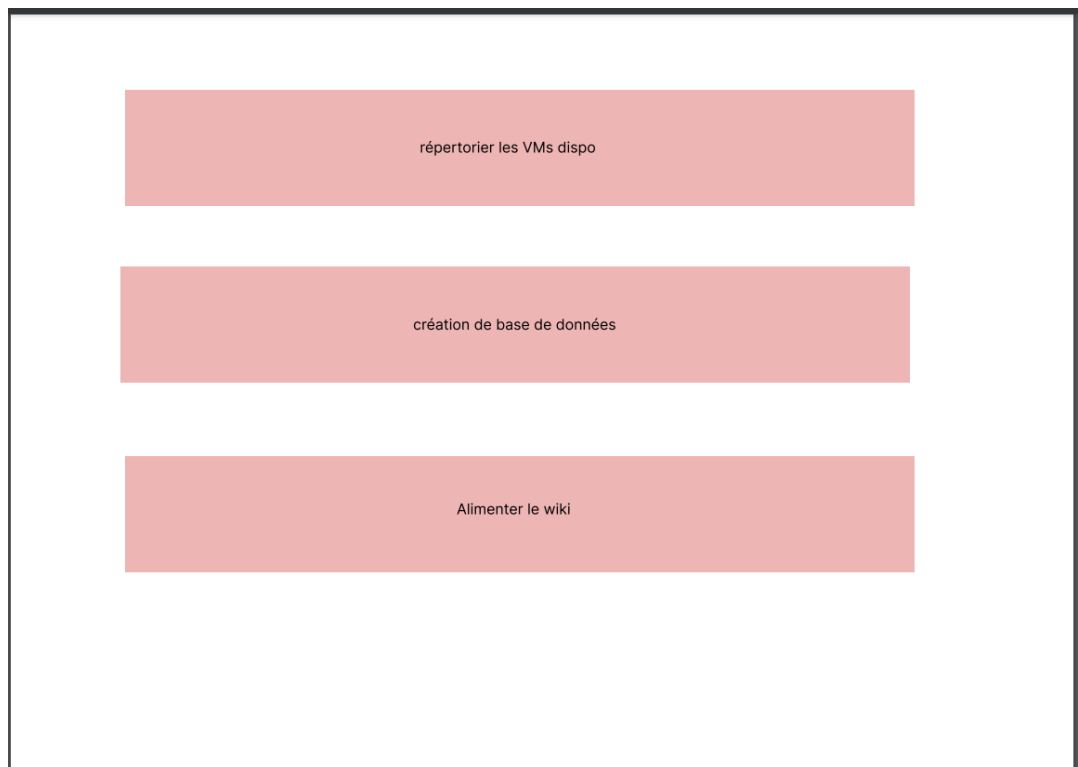 répertorier les VMs dispo
création de base de données
Alimenter le wiki